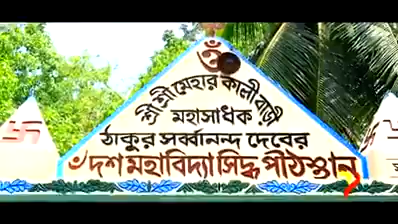 ॐ
শ্রী শ্রী মেহার কালীবাড়ী
মহাসাধক
ঠাকুর সর্ব্বানন্দ দেবের
ওঁ দশ মহাবিদ্যা সিদ্ধ পীঠস্থান